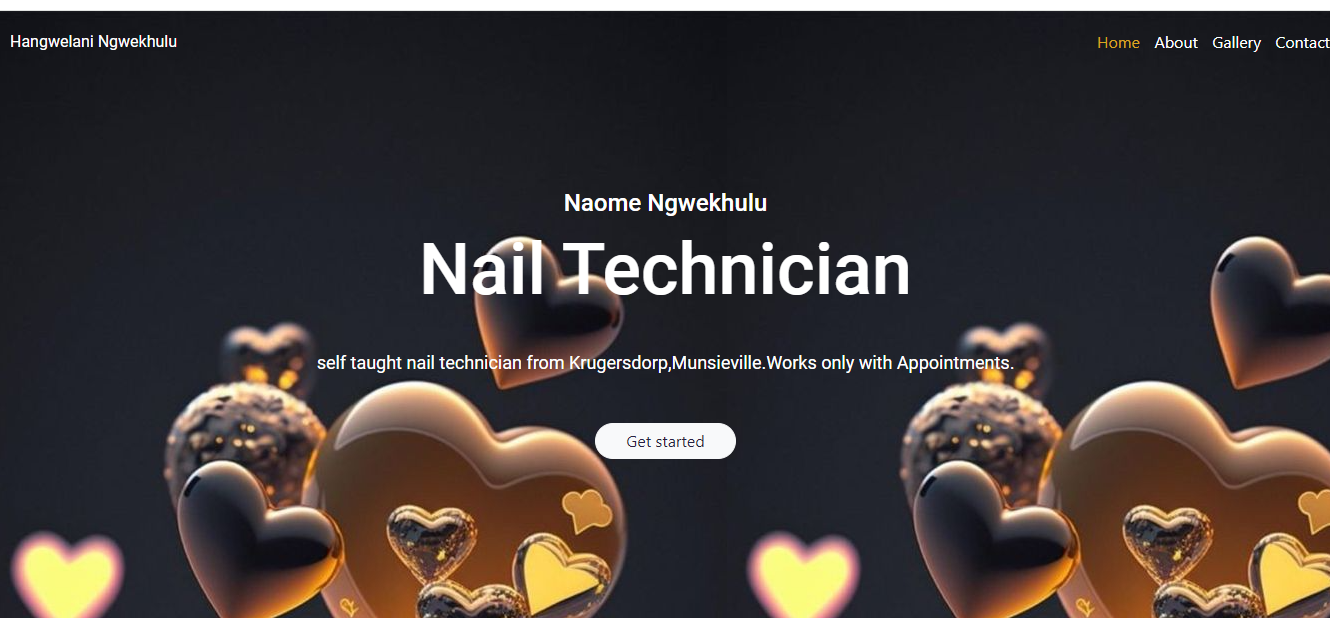 Hangwelani Ngwekhulu
Home About Gallery Contact
Naome Ngwekhulu
Nail Technician
self taught nail technician from Krugersdorp,Munsieville.Works only with Appointments.
Get started